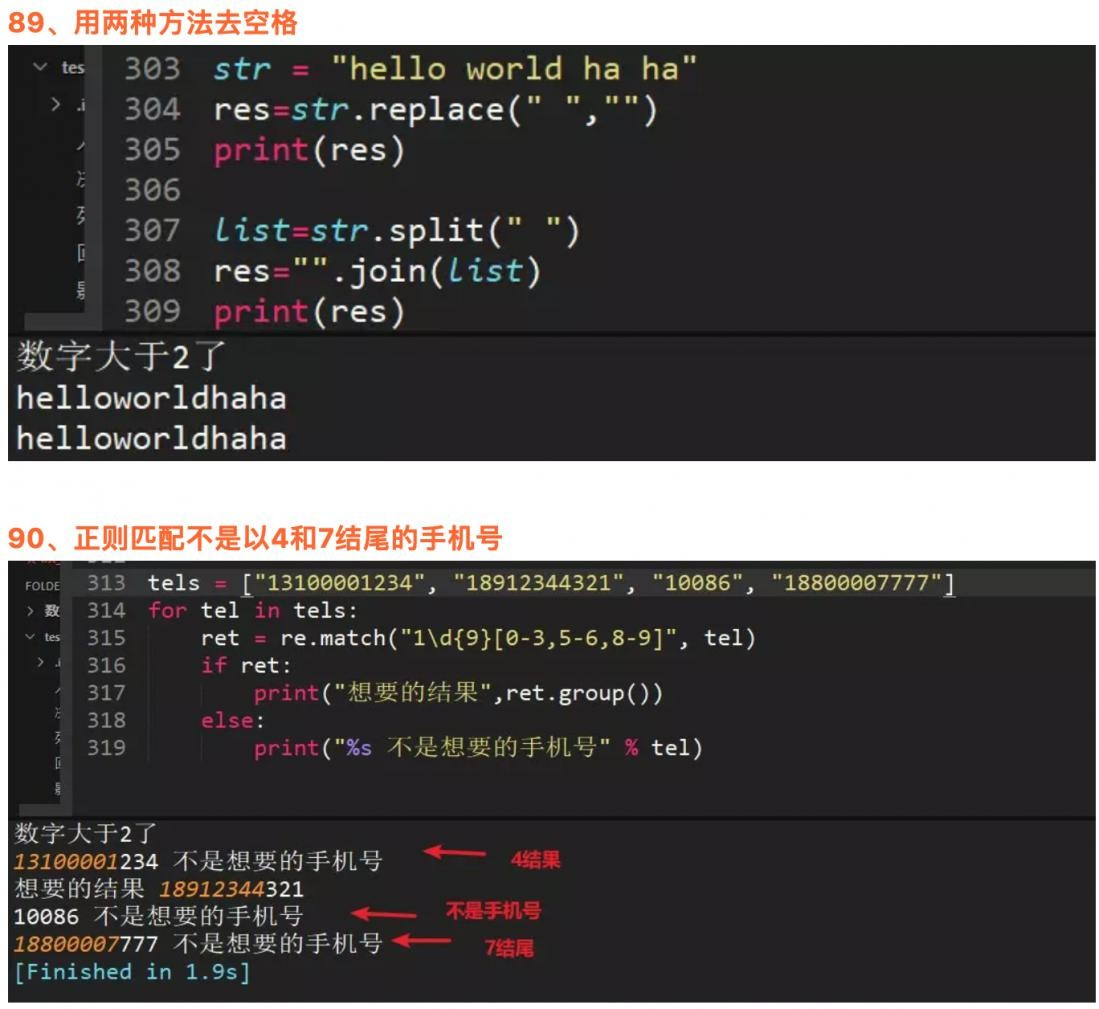 89、用两种方法去空格
tes
303 str = "hello world ha ha"
304 res=str.replace(" ","")
305 print(res)
306
307 list=str.split(" ")
308 res="".join(list)
309 print(res)
数字大于2了
helloworldhaha
helloworldhaha
90、正则匹配不是以4和7结尾的手机号
FOLDE
313 tels = ["13100001234", "18912344321", "10086", "18800007777"]
数 314 for tel in tels:
tes 315 ret = re.match("1\d{9}[0-3,5-6,8-9]", tel)
316 if ret:
317 print("想要的结果",ret.group())
318 else:
319 print("%s 不是想要的手机号" % tel)
数字大于2了
13100001234 不是想要的手机号 4结果
想要的结果 18912344321
10086 不是想要的手机号 不是手机号
18800007777 不是想要的手机号 7结尾
[Finished in 1.9s]